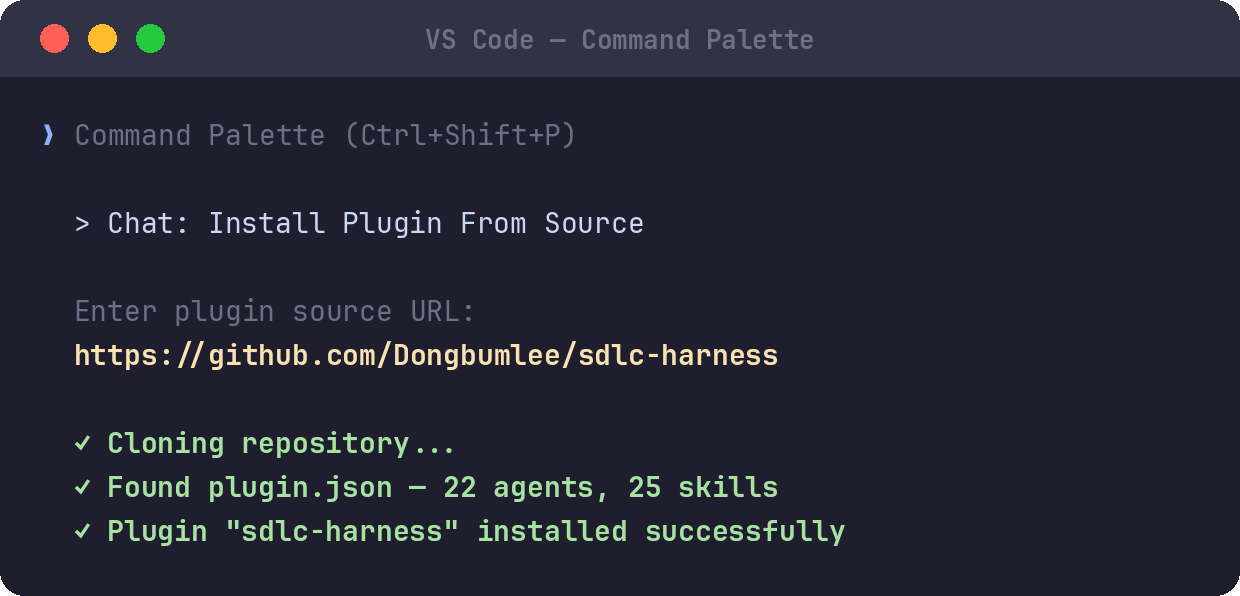 VS Code — Command Palette
❯ Command Palette (Ctrl+Shift+P)
> Chat: Install Plugin From Source
Enter plugin source URL:
https://github.com/Dongbumlee/sdlc-harness
✓ Cloning repository...
✓ Found plugin.json — 22 agents, 25 skills
✓ Plugin "sdlc-harness" installed successfully